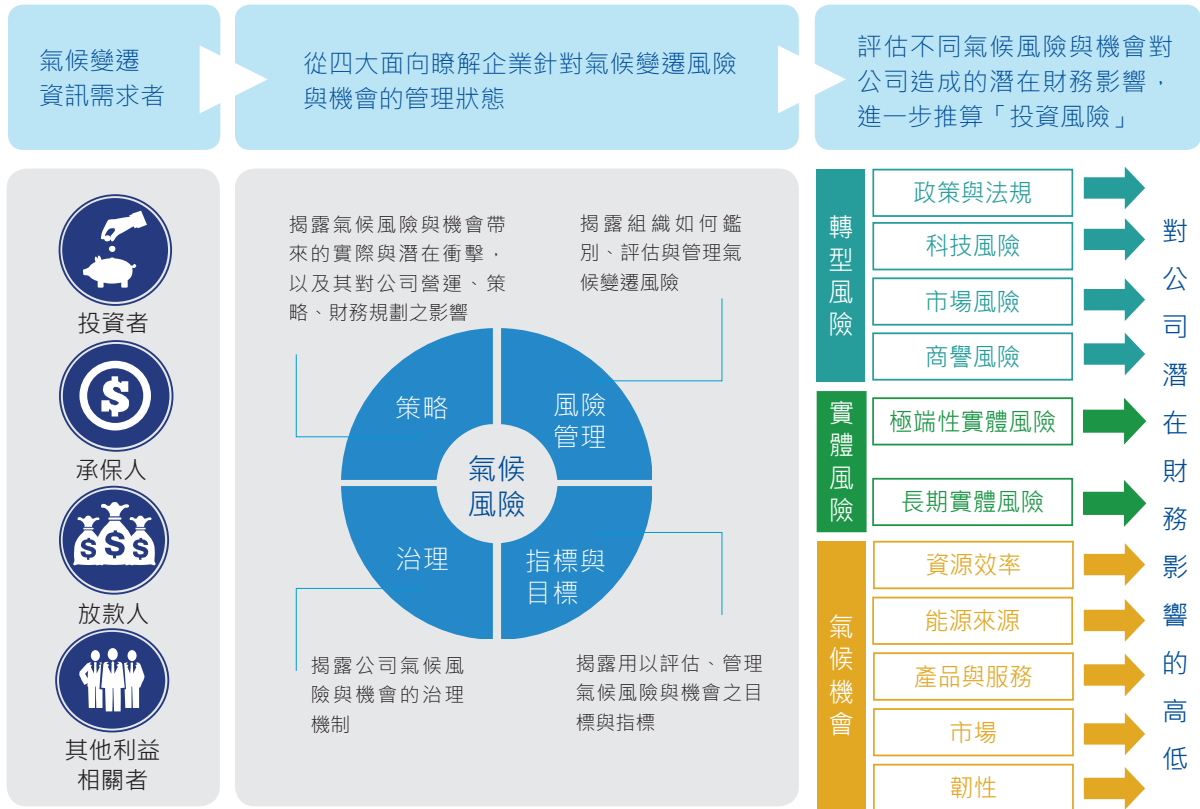 氣候變遷
資訊需求者
從四大面向瞭解企業針對氣候變遷風險
與機會的管理狀態
評估不同氣候風險與機會對
公司造成的潛在財務影響，
進一步推算「投資風險」
投資者
承保人
放款人
其他利益
相關者
揭露氣候風險與機會帶
來的實際與潛在衝擊，
以及其對公司營運、策
略、財務規劃之影響
揭露組織如何鑑
別、評估與管理氣
候變遷風險
策略
風險
管理
氣候
風險
治理
指標與
目標
揭露公司氣候風
險與機會的治理
機制
揭露用以評估、管理
氣候風險與機會之目
標與指標
轉型風險
政策與法規
科技風險
市場風險
商譽風險
實體風險
極端性實體風險
長期實體風險
氣候機會
資源效率
能源來源
產品與服務
市場
韌性
對公司潛在財務影響的高低